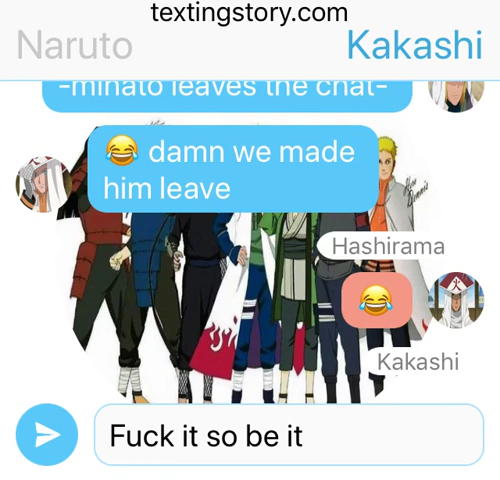 textingstory.com
Naruto
Kakashi
-minato leaves the chat-
😂 damn we made
him leave
Hashirama
😂
Kakashi
Fuck it so be it